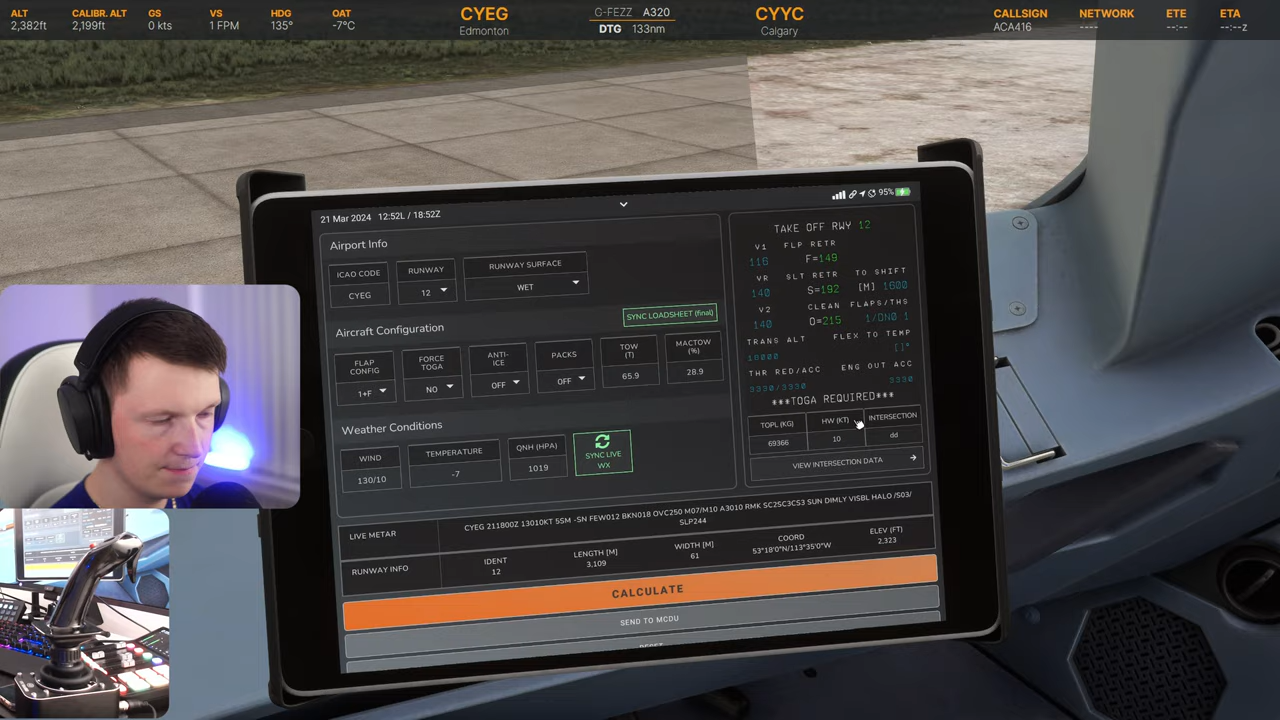 ALT CALIBR. ALT GS VS HDG OAT CYEG C-FEZZ A320 CYYC CALLSIGN NETWORK ETE ETA
2,382ft 2,199ft 0 kts 1 FPM 135° -7°C Edmonton DTG 133nm Calgary ACA416 ---- --:-- --:--z
21 Mar 2024 12:52L / 18:52Z 95%
Airport Info
ICAO CODE RUNWAY RUNWAY SURFACE
CYEG 12 WET
SYNC LOADSHEET (final)
Aircraft Configuration
FLAP CONFIG FORCE TOGA ANTI-ICE PACKS TOW (T) MACTOW (%)
1+F NO OFF OFF 65.9 28.9
Weather Conditions
WIND TEMPERATURE QNH (HPA) SYNC LIVE WX
130/10 -7 1019
TAKE OFF RWY 12
V1 FLP RETR
116 F=149
VR SLT RETR TO SHIFT
140 S=192 [M] 1600
V2 CLEAN FLAPS/THS
140 O=215 1/DN0 1
TRANS ALT FLEX TO TEMP
18000 []°
THR RED/ACC ENG OUT ACC
3330/3330 3330
***TOGA REQUIRED***
TOPL (KG) HW (KT) INTERSECTION
69366 10 dd
VIEW INTERSECTION DATA
LIVE METAR CYEG 211800Z 13010KT 5SM -SN FEW012 BKN018 OVC250 M07/M10 A3010 RMK SC2SC3CS3 SUN DIMLY VISBL HALO /S03/
SLP244
RUNWAY INFO IDENT LENGTH [M] WIDTH [M] COORD ELEV (FT)
12 3,109 61 53°18'0"N/113°35'0"W 2,323
CALCULATE
SEND TO MCDU
RESET